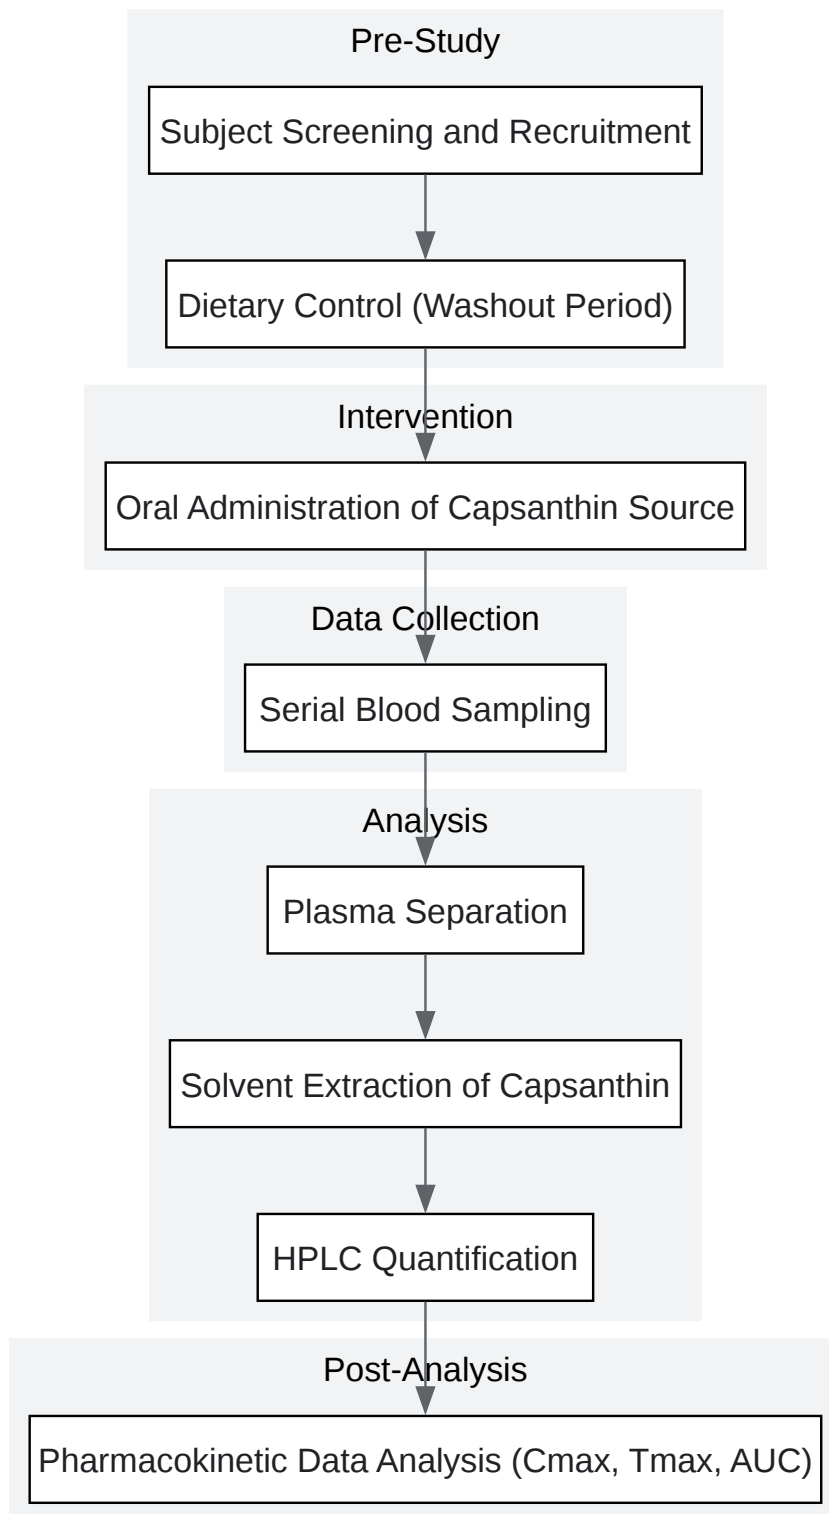 Pre-Study
Subject Screening and Recruitment
Dietary Control (Washout Period)
Intervention
Oral Administration of Capsanthin Source
Data Collection
Serial Blood Sampling
Analysis
Plasma Separation
Solvent Extraction of Capsanthin
HPLC Quantification
Post-Analysis
Pharmacokinetic Data Analysis (Cmax, Tmax, AUC)